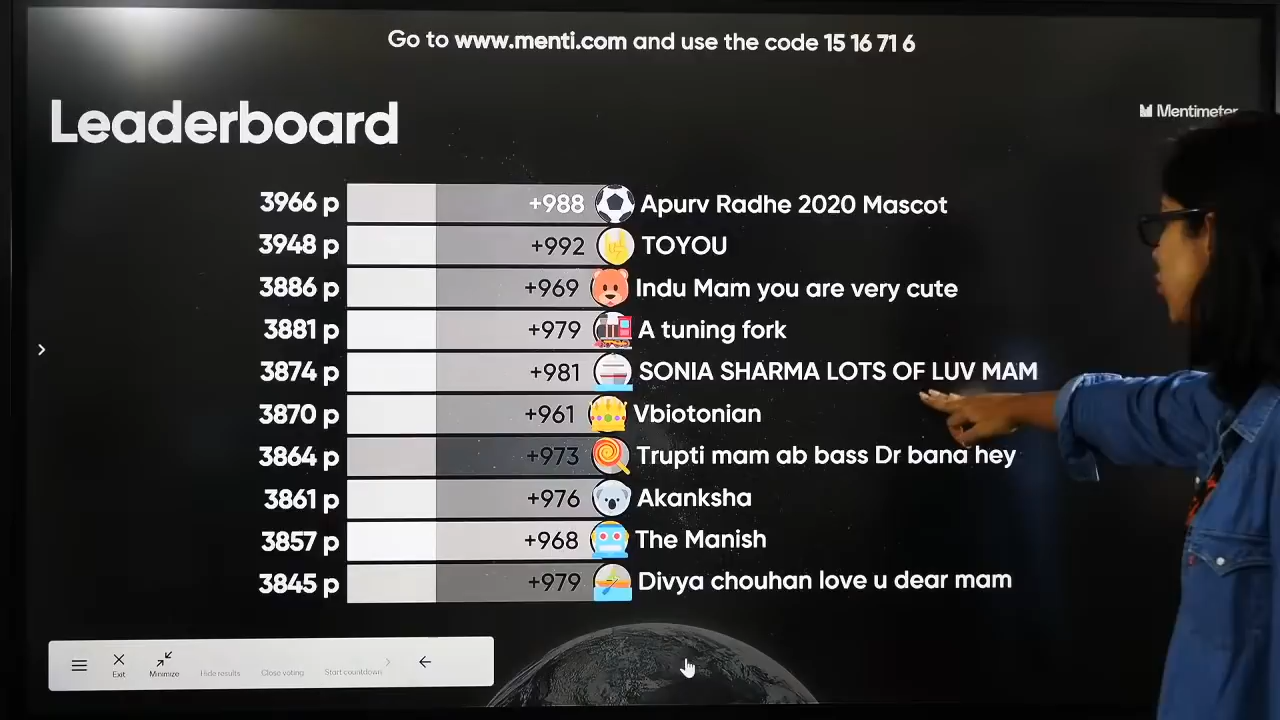 Go to www.menti.com and use the code 15 16 71 6
Leaderboard
Mentimeter
3966 p +988 Apurv Radhe 2020 Mascot
3948 p +992 TOYOU
3886 p +969 Indu Mam you are very cute
3881 p +979 A tuning fork
3874 p +981 SONIA SHARMA LOTS OF LUV MAM
3870 p +961 Vbiotonian
3864 p +973 Trupti mam ab bass Dr bana hey
3861 p +976 Akanksha
3857 p +968 The Manish
3845 p +979 Divya chouhan love u dear mam
Exit Minimize Hide results Close voting Start countdown